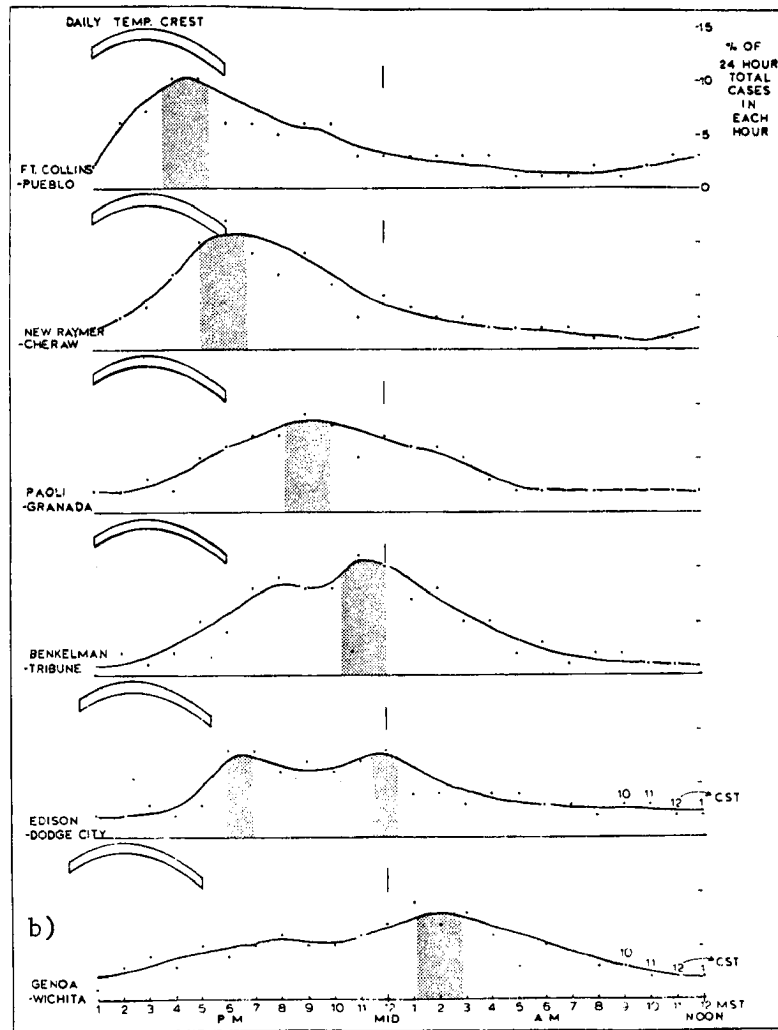 DAILY TEMP. CREST
15
% OF
24 HOUR
TOTAL
CASES
IN
EACH
HOUR
10
5
0
FT. COLLINS
-PUEBLO
NEW RAYMER
-CHERAW
PAOLI
-GRANADA
BENKELMAN
-TRIBUNE
10 11 12 1 CST
EDISON
-DODGE CITY
b)
10 11 12 1 CST
GENOA
-WICHITA
1 2 3 4 5 6 7 8 9 10 11 12 1 2 3 4 5 6 7 8 9 10 11 12 MST
PM MID AM NOON